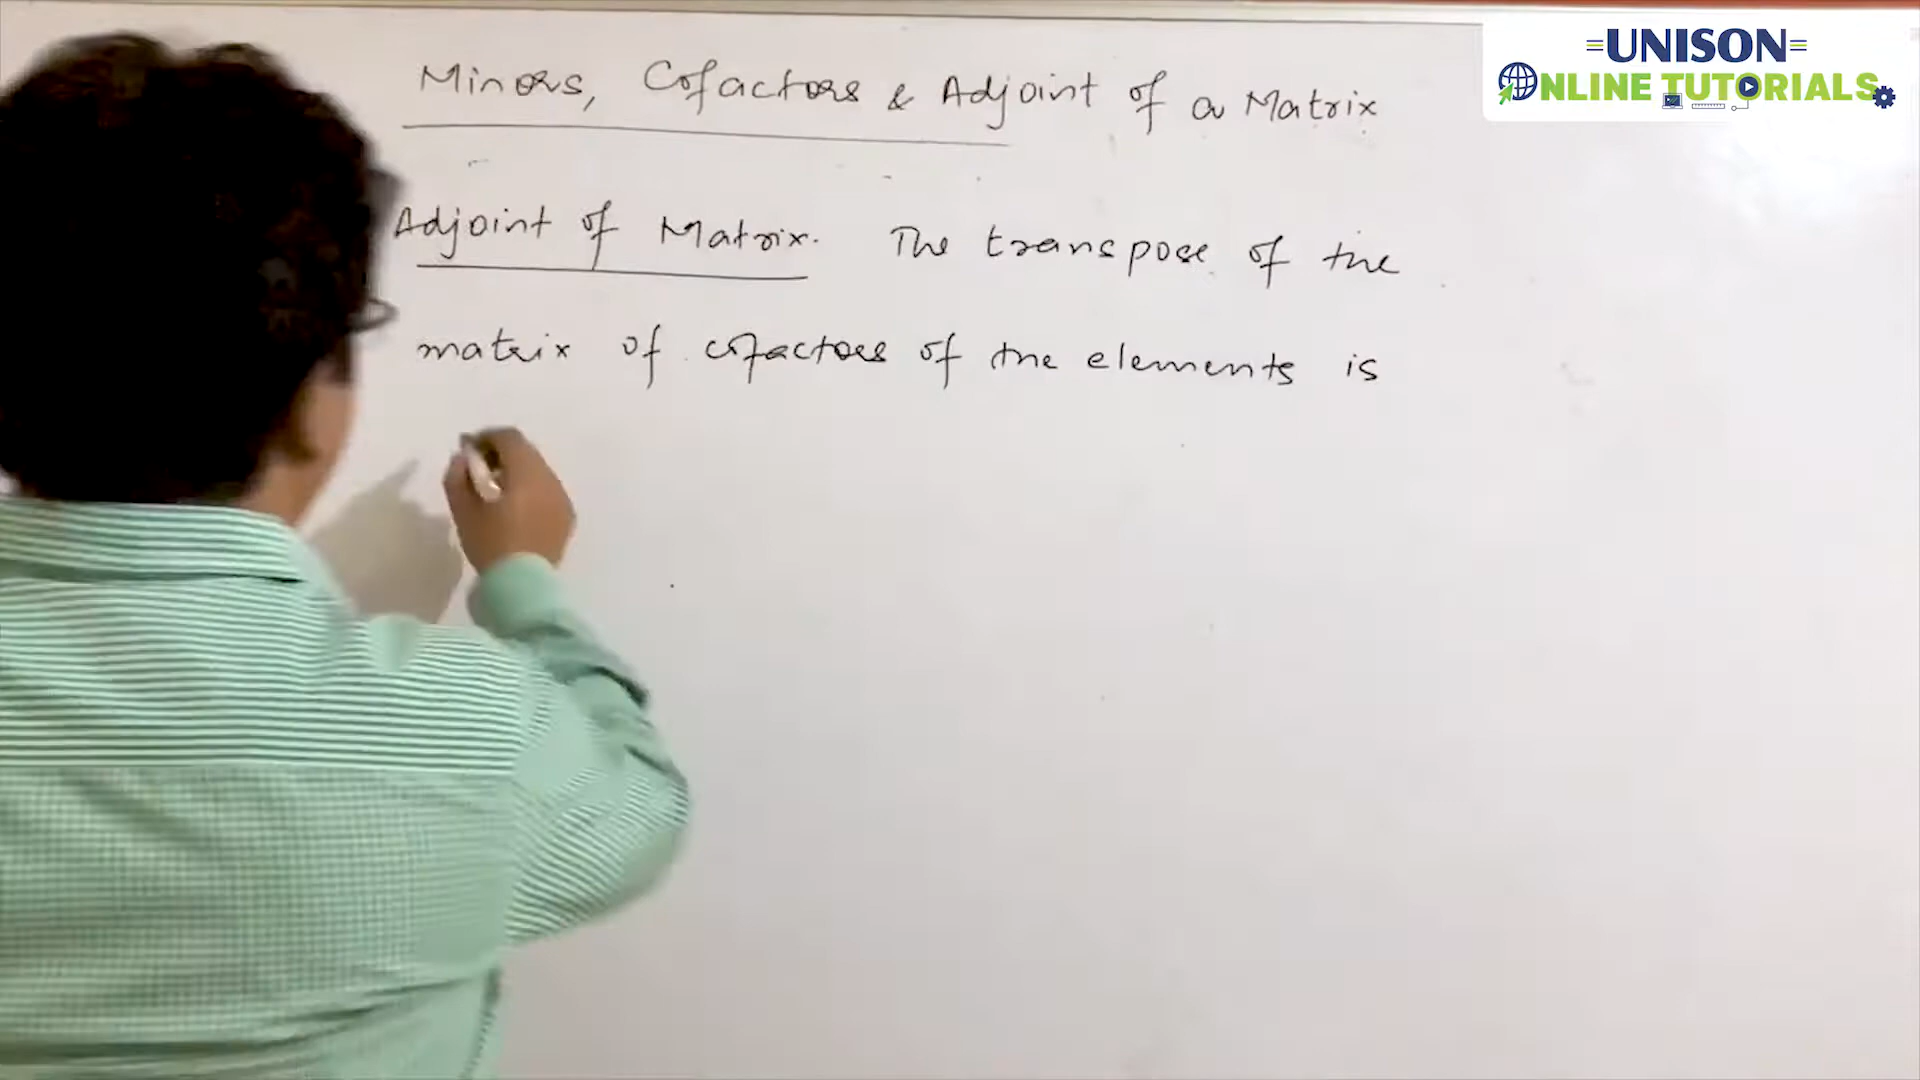 Minors, Cofactors & Adjoint of a Matrix
UNISON
ONLINE TUTORIALS
Adjoint of Matrix. The transpose of the
matrix of cofactors of the elements is